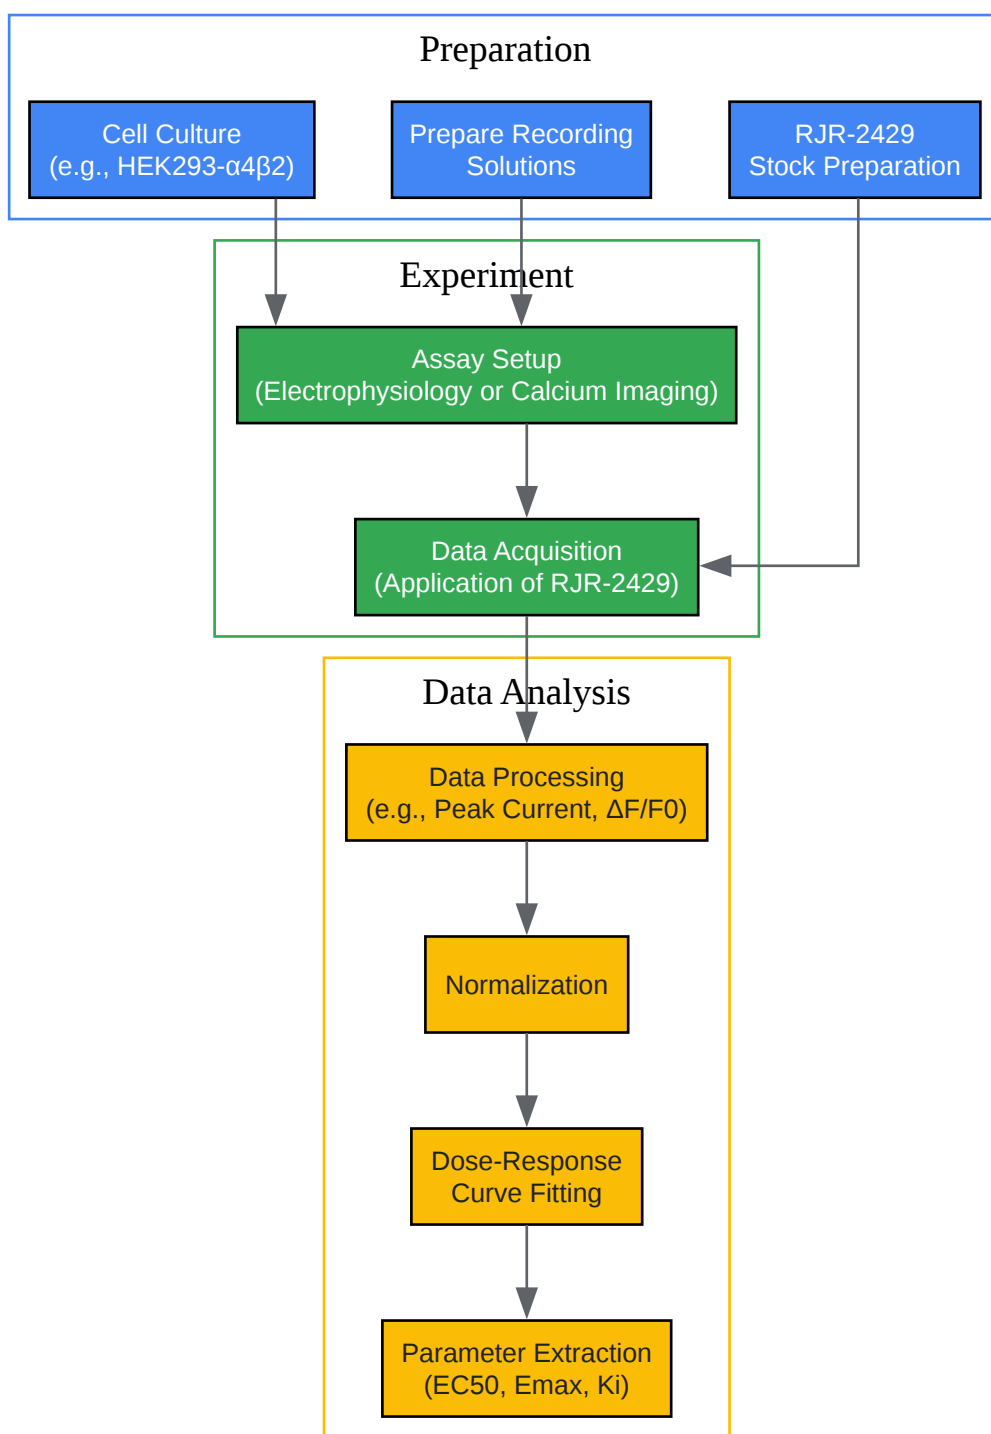 Preparation
Cell Culture
(e.g., HEK293-α4β2)
Prepare Recording
Solutions
RJR-2429
Stock Preparation
Experiment
Assay Setup
(Electrophysiology or Calcium Imaging)
Data Acquisition
(Application of RJR-2429)
Data Analysis
Data Processing
(e.g., Peak Current, ΔF/F0)
Normalization
Dose-Response
Curve Fitting
Parameter Extraction
(EC50, Emax, Ki)